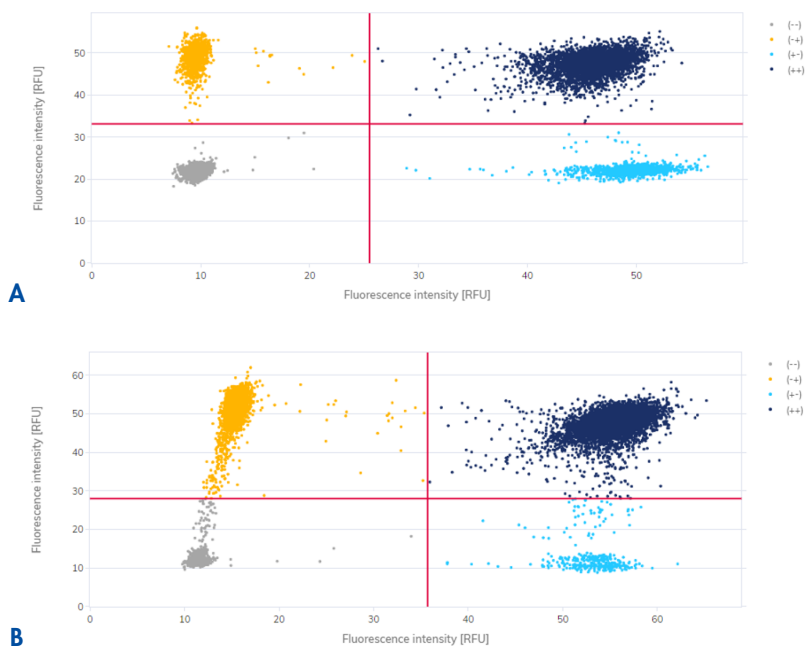 50
40
30
20
10
0
Fluorescence intensity [RFU]
0 10 20 30 40 50
Fluorescence intensity [RFU]
(--)
(-+)
(+-)
(++)
A
60
50
40
30
20
10
0
Fluorescence intensity [RFU]
0 10 20 30 40 50 60
Fluorescence intensity [RFU]
(--)
(-+)
(+-)
(++)
B